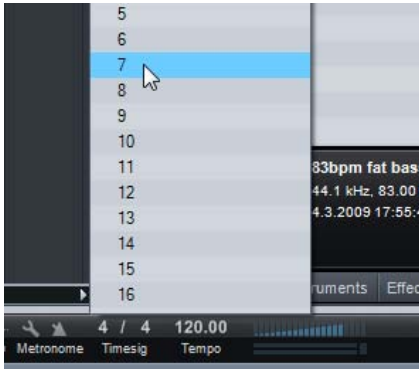 5
6
7
8
9
10
11
12
13
14
15
16
83bpm fat bas
44.1 kHz, 83.00
4.3.2009 17:55:
ruments Effec
4 / 4 120.00
Metronome Timesig Tempo